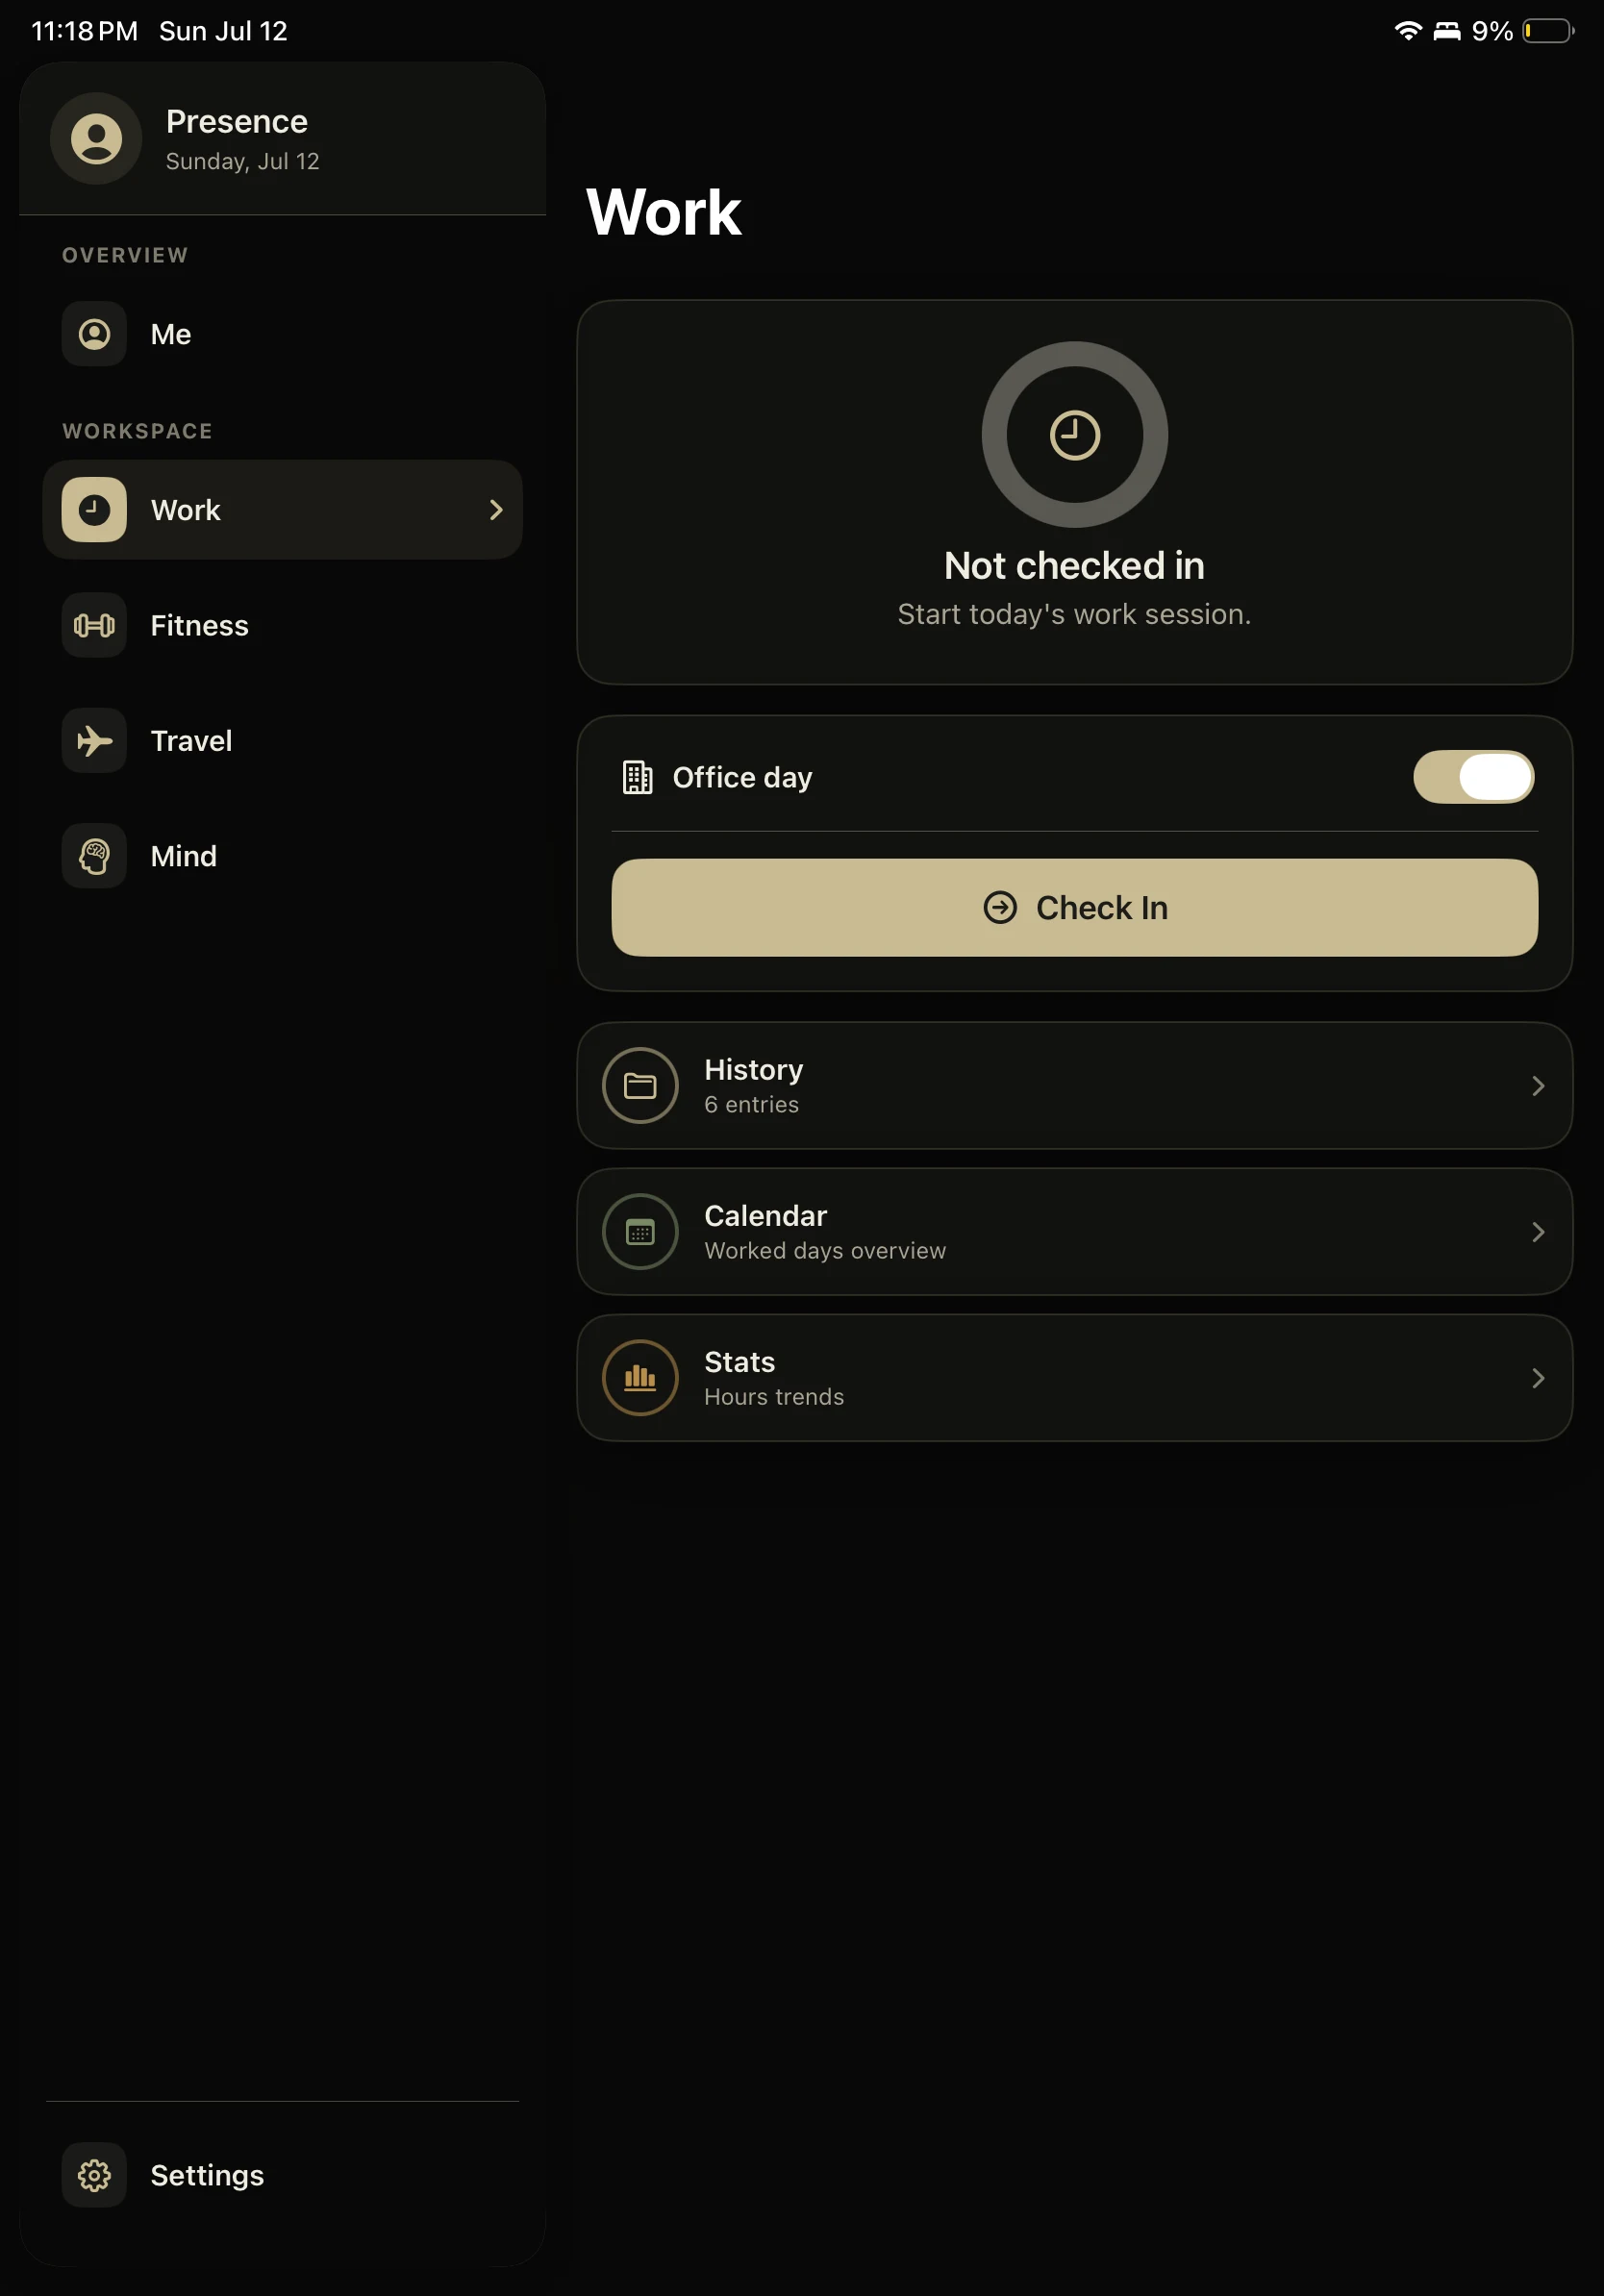 11:18 PM Sun Jul 12
9%
Presence
Sunday, Jul 12
OVERVIEW
Me
WORKSPACE
Work
Fitness
Travel
Mind
Settings
Work
Not checked in
Start today's work session.
Office day
Check In
History
6 entries
Calendar
Worked days overview
Stats
Hours trends